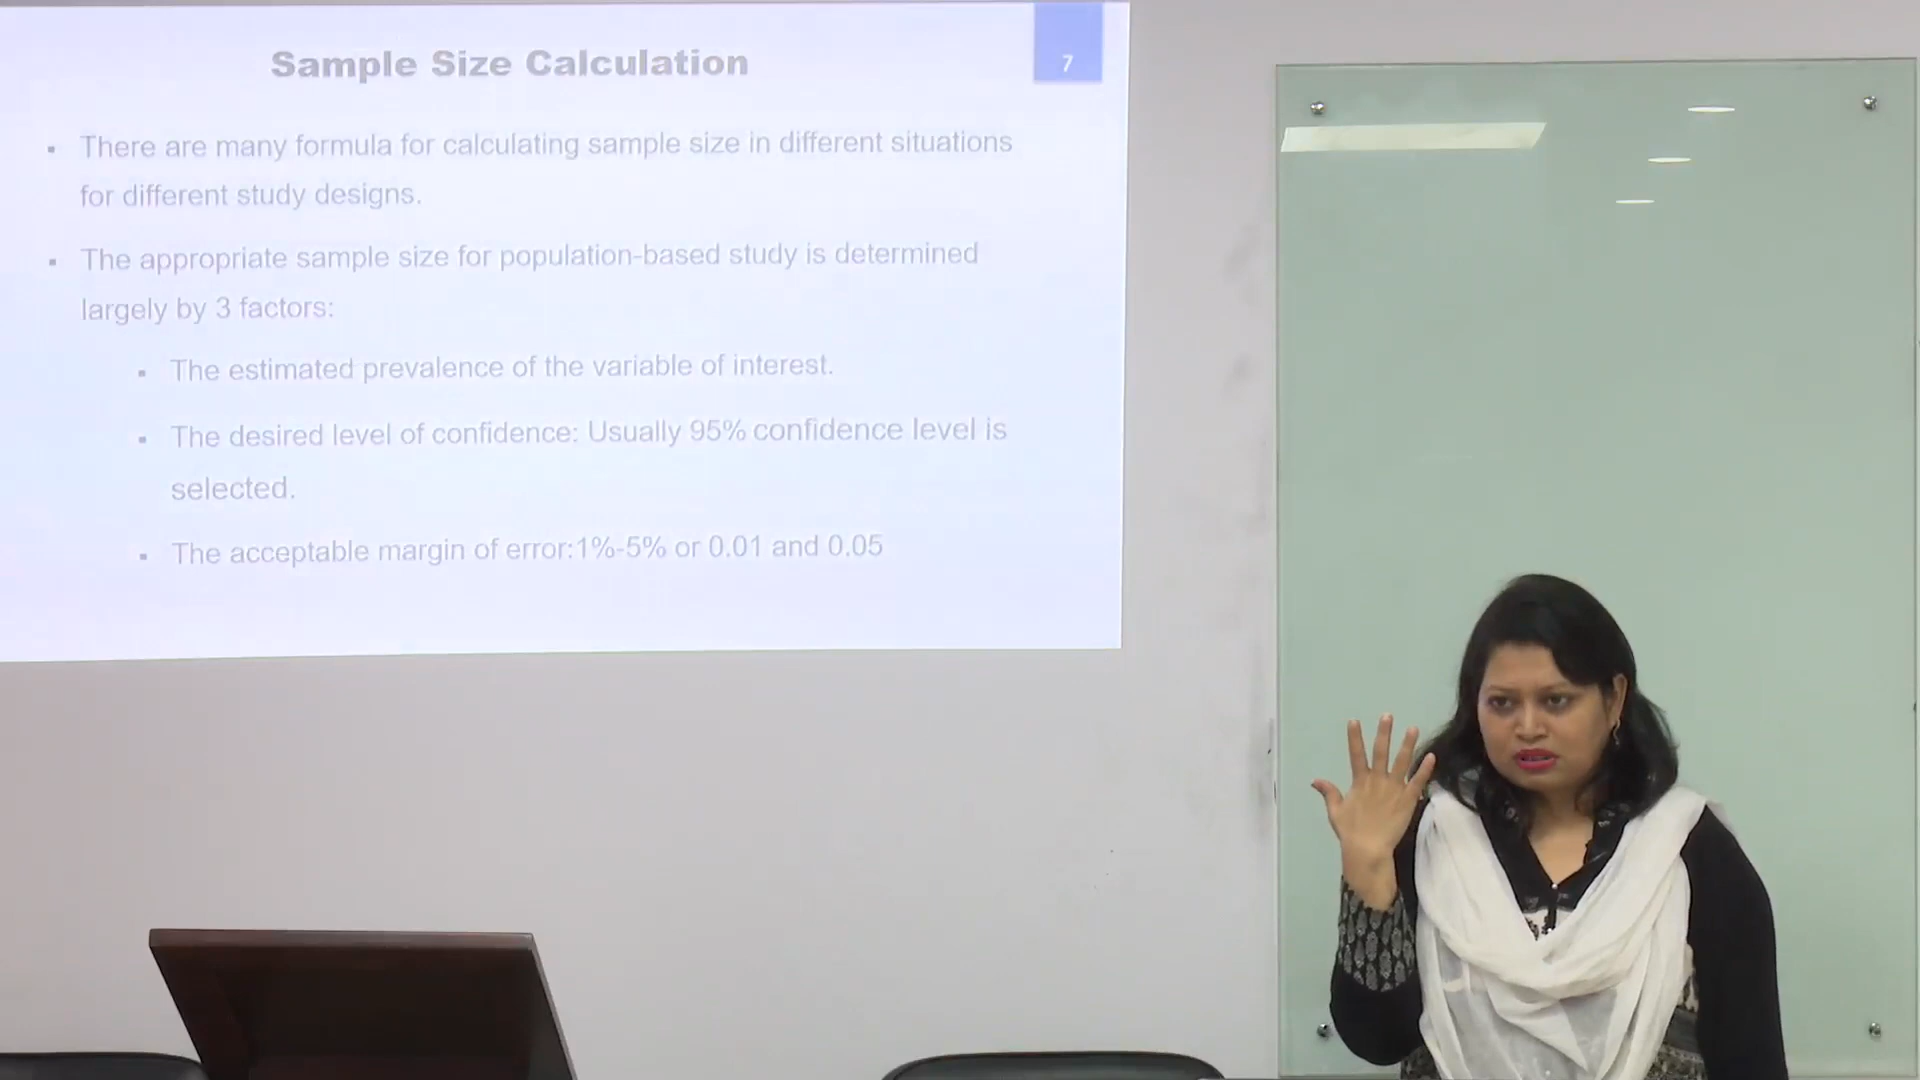 Sample Size Calculation
7
▪ There are many formula for calculating sample size in different situations
for different study designs.
▪ The appropriate sample size for population-based study is determined
largely by 3 factors:
▪ The estimated prevalence of the variable of interest.
▪ The desired level of confidence: Usually 95% confidence level is
selected.
▪ The acceptable margin of error:1%-5% or 0.01 and 0.05